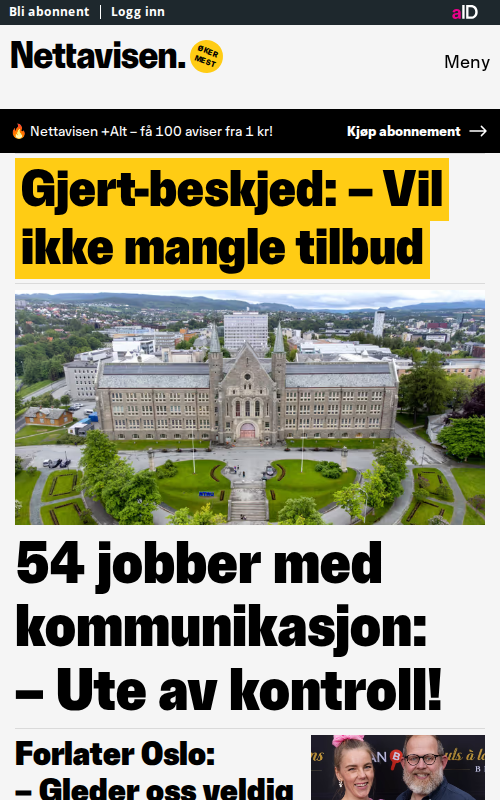 Bli abonnent | Logg inn
aID
Nettavisen.
ØKER
MEST
Meny
🔥 Nettavisen +Alt – få 100 aviser fra 1 kr!
Kjøp abonnement →
Gjert-beskjed: – Vil
ikke mangle tilbud
54 jobber med
kommunikasjon:
– Ute av kontroll!
Forlater Oslo:
– Gleder oss veldig